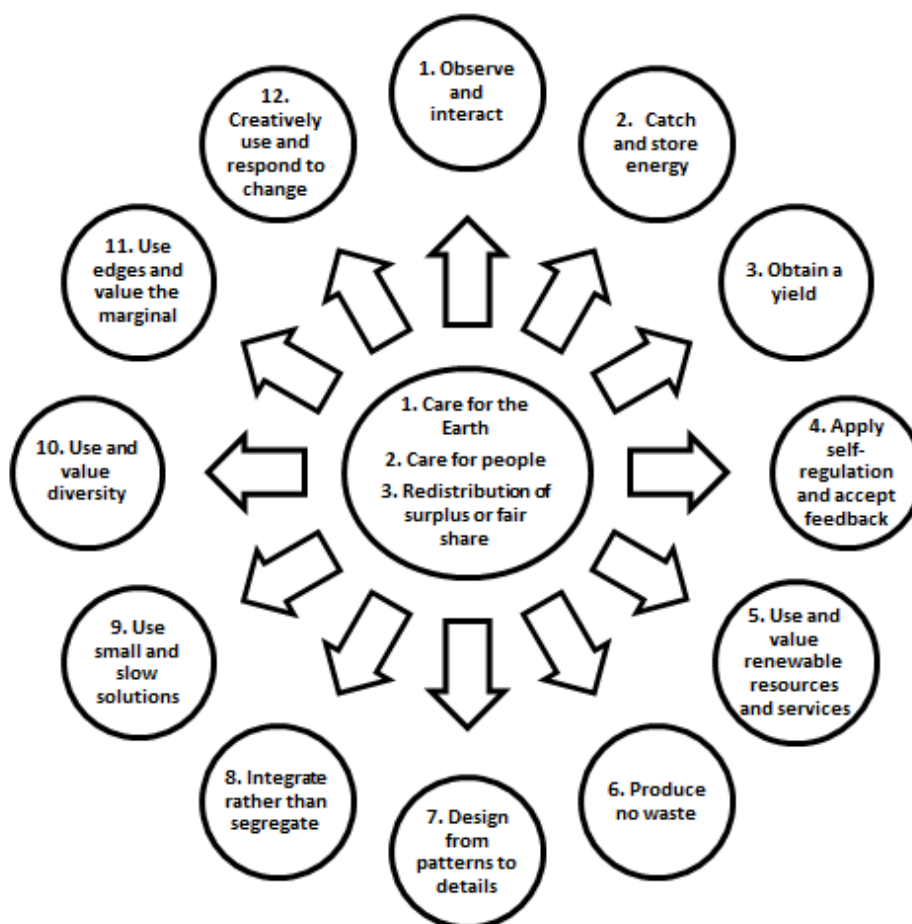 1. Observe
and
interact
2. Catch
and store
energy
3. Obtain a
yield
4. Apply
self-
regulation
and accept
feedback
5. Use and
value
renewable
resources
and services
6. Produce
no waste
7. Design
from
patterns to
details
8. Integrate
rather than
segregate
9. Use
small and
slow
solutions
10. Use and
value
diversity
11. Use
edges and
value the
marginal
12.
Creatively
use and
respond to
change
1. Care for the
Earth
2. Care for people
3. Redistribution of
surplus or fair
share